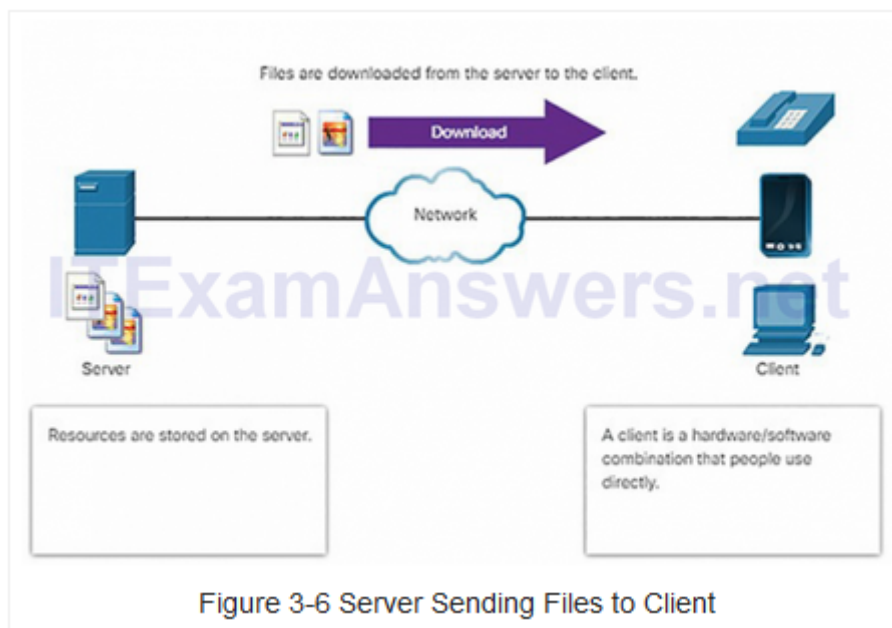 Files are downloaded from the server to the client.
Download
Network
ITExamAnswers.net
Server
Client
Resources are stored on the server.
A client is a hardware/software
combination that people use
directly.
Figure 3-6 Server Sending Files to Client